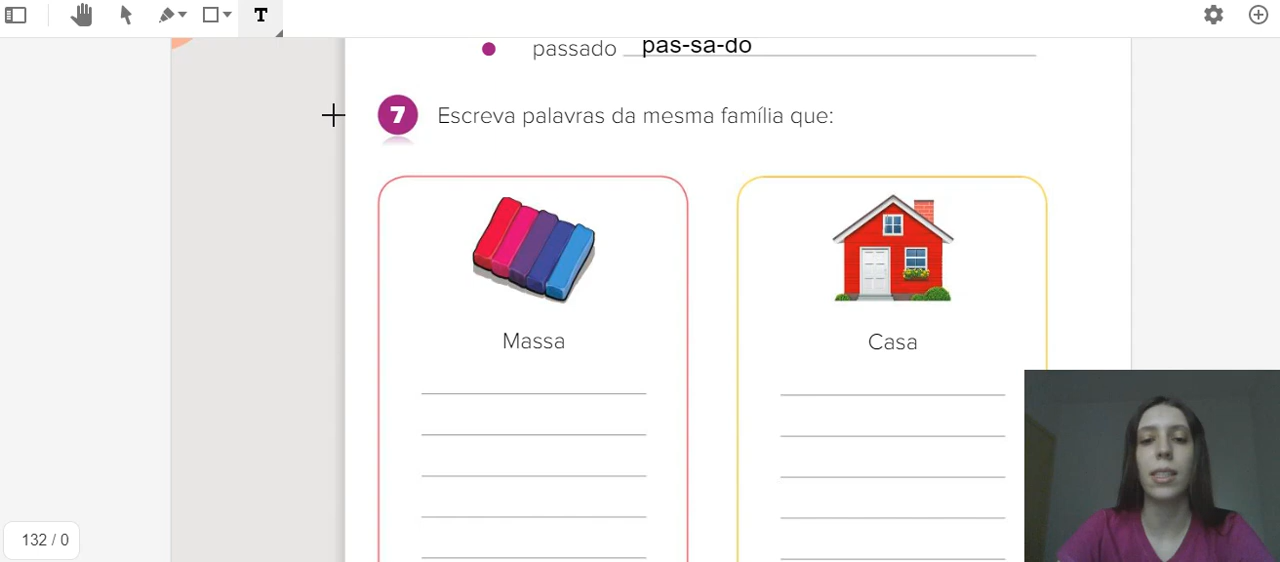 T
passado pas-sa-do
7 Escreva palavras da mesma família que:
Massa
Casa
132 / 0